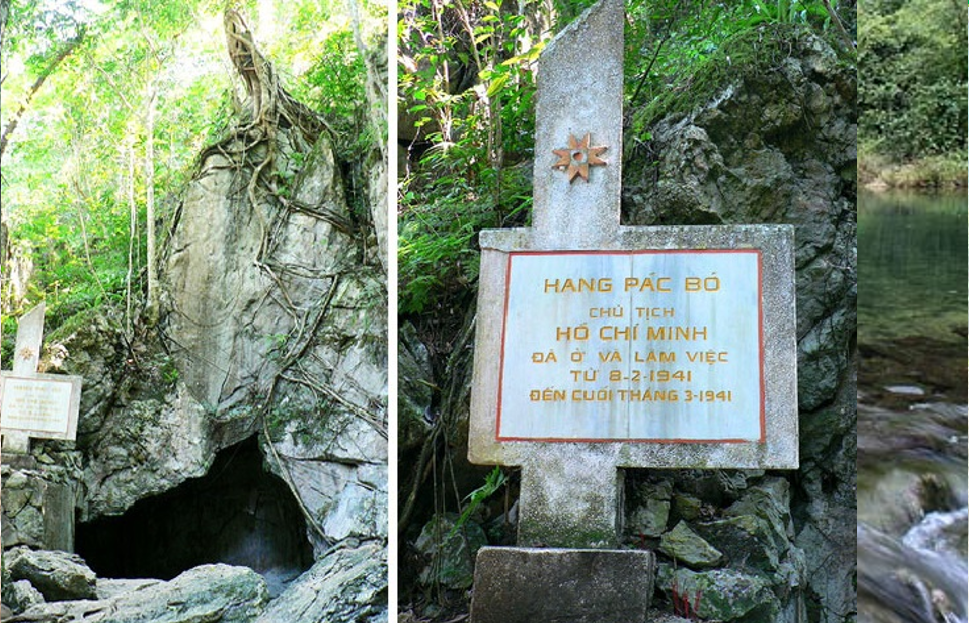 HANG PÁC BÓ
CHỦ TỊCH
HỒ CHÍ MINH
ĐÃ Ở VÀ LÀM VIỆC
TỪ 8-2-1941
ĐẾN CUỐI THÁNG 3-1941